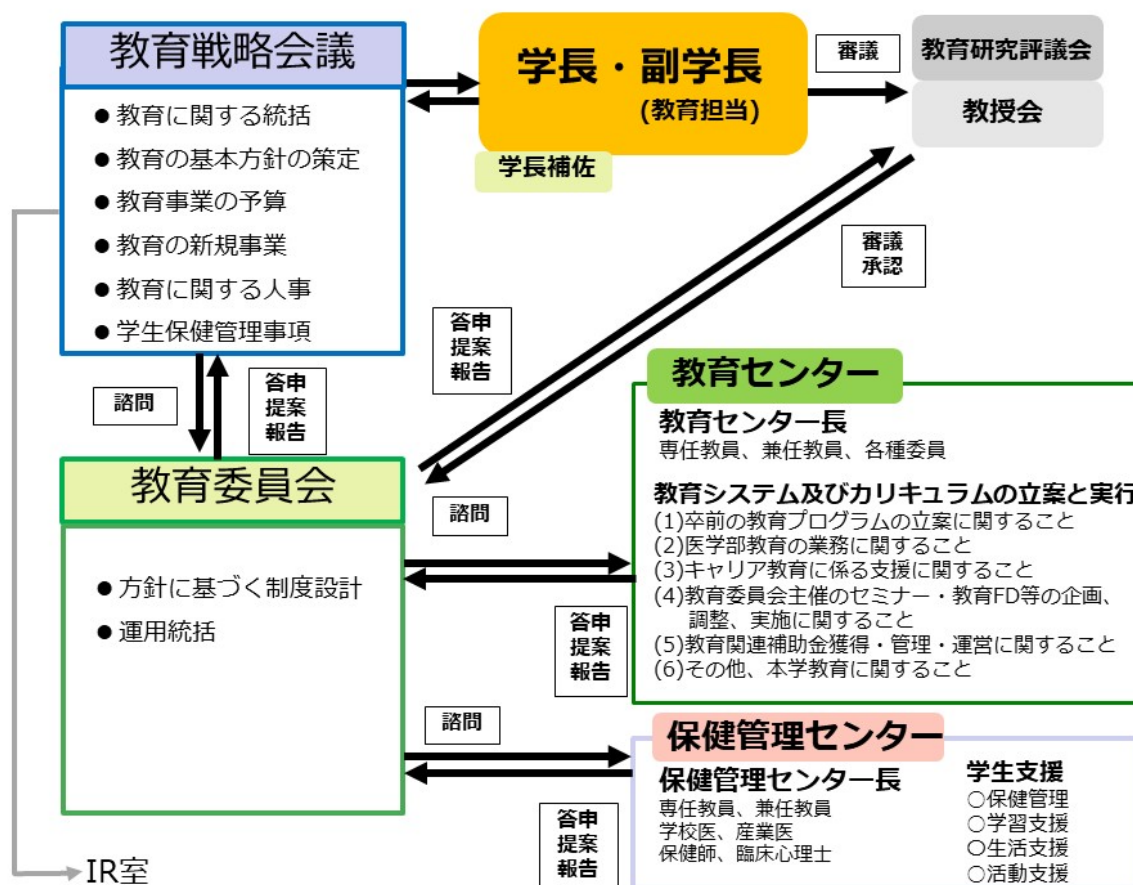 教育戦略会議
● 教育に関する統括
● 教育の基本方針の策定
● 教育事業の予算
● 教育の新規事業
● 教育に関する人事
● 学生保健管理事項
学長・副学長
(教育担当)
学長補佐
審議
教育研究評議会
教授会
審議
承認
答申
提案
報告
諮問
答申
提案
報告
教育委員会
● 方針に基づく制度設計
● 運用統括
諮問
教育センター
教育センター長
専任教員、兼任教員、各種委員
教育システム及びカリキュラムの立案と実行
(1)卒前の教育プログラムの立案に関すること
(2)医学部教育の業務に関すること
(3)キャリア教育に係る支援に関すること
(4)教育委員会主催のセミナー・教育FD等の企画、
調整、実施に関すること
(5)教育関連補助金獲得・管理・運営に関すること
(6)その他、本学教育に関すること
答申
提案
報告
諮問
保健管理センター
保健管理センター長
専任教員、兼任教員
学校医、産業医
保健師、臨床心理士
学生支援
○保健管理
○学習支援
○生活支援
○活動支援
答申
提案
報告
IR室